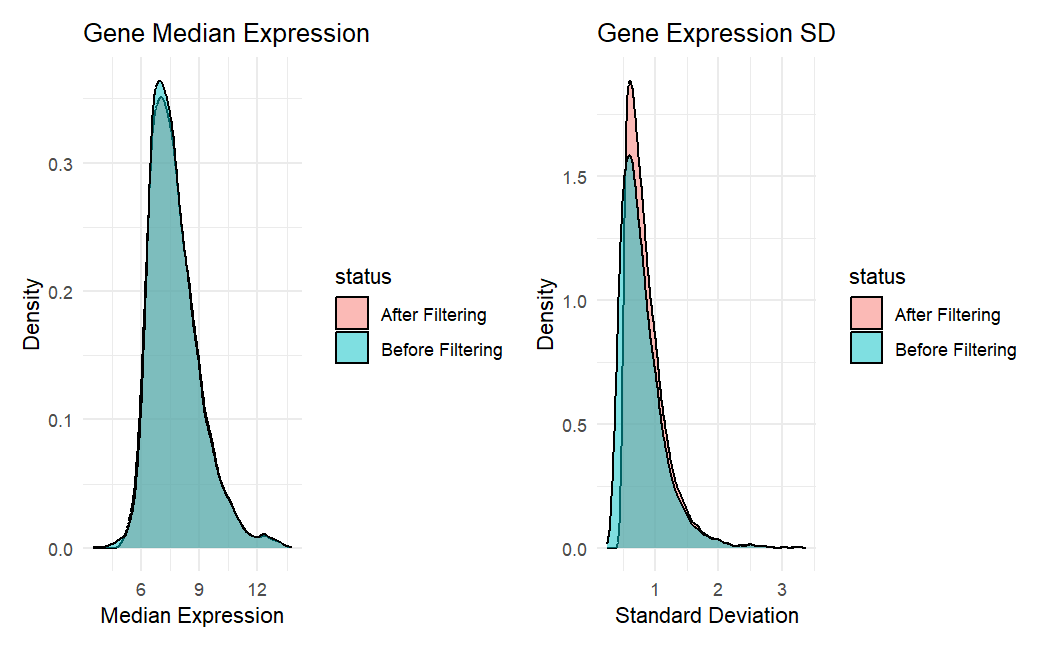 Gene Median Expression
Density
0.3
0.2
0.1
0.0
6 9 12
Median Expression
status
After Filtering
Before Filtering
Gene Expression SD
Density
1.5
1.0
0.5
0.0
1 2 3
Standard Deviation
status
After Filtering
Before Filtering